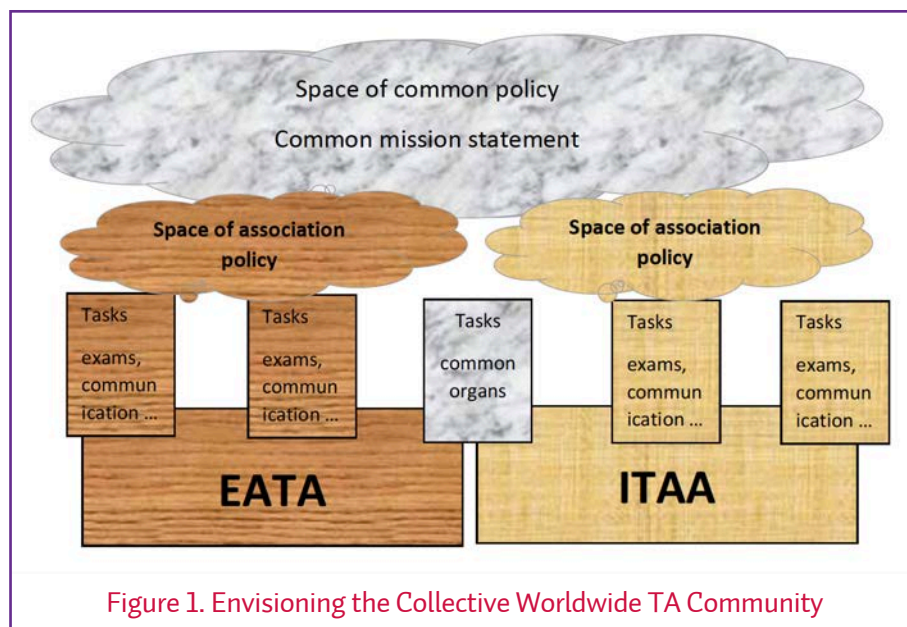 Space of common policy
Common mission statement
Space of association
policy
Space of association
policy
Tasks
exams,
commun
ication ...
Tasks
exams,
commun
ication ...
Tasks
common
organs
Tasks
exams,
commun
ication ...
Tasks
exams,
commun
ication ...
EATA
ITAA
Figure 1. Envisioning the Collective Worldwide TA Community